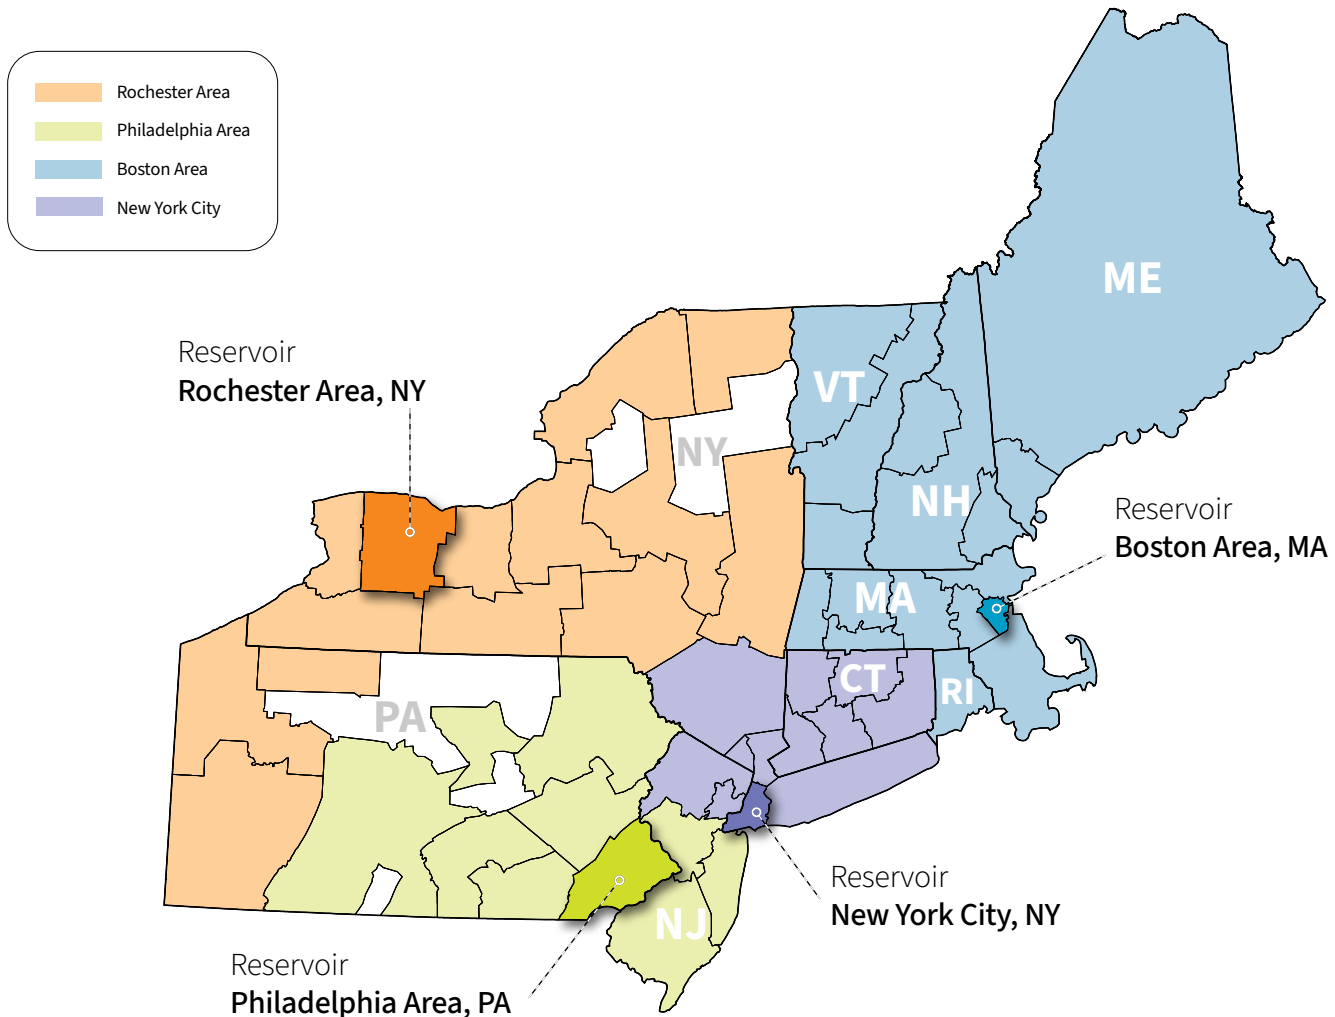 Rochester Area
Philadelphia Area
Boston Area
New York City
ME
Reservoir
Rochester Area, NY
VT
NY
NH
Reservoir
Boston Area, MA
MA
CT
RI
PA
Reservoir
New York City, NY
NJ
Reservoir
Philadelphia Area, PA